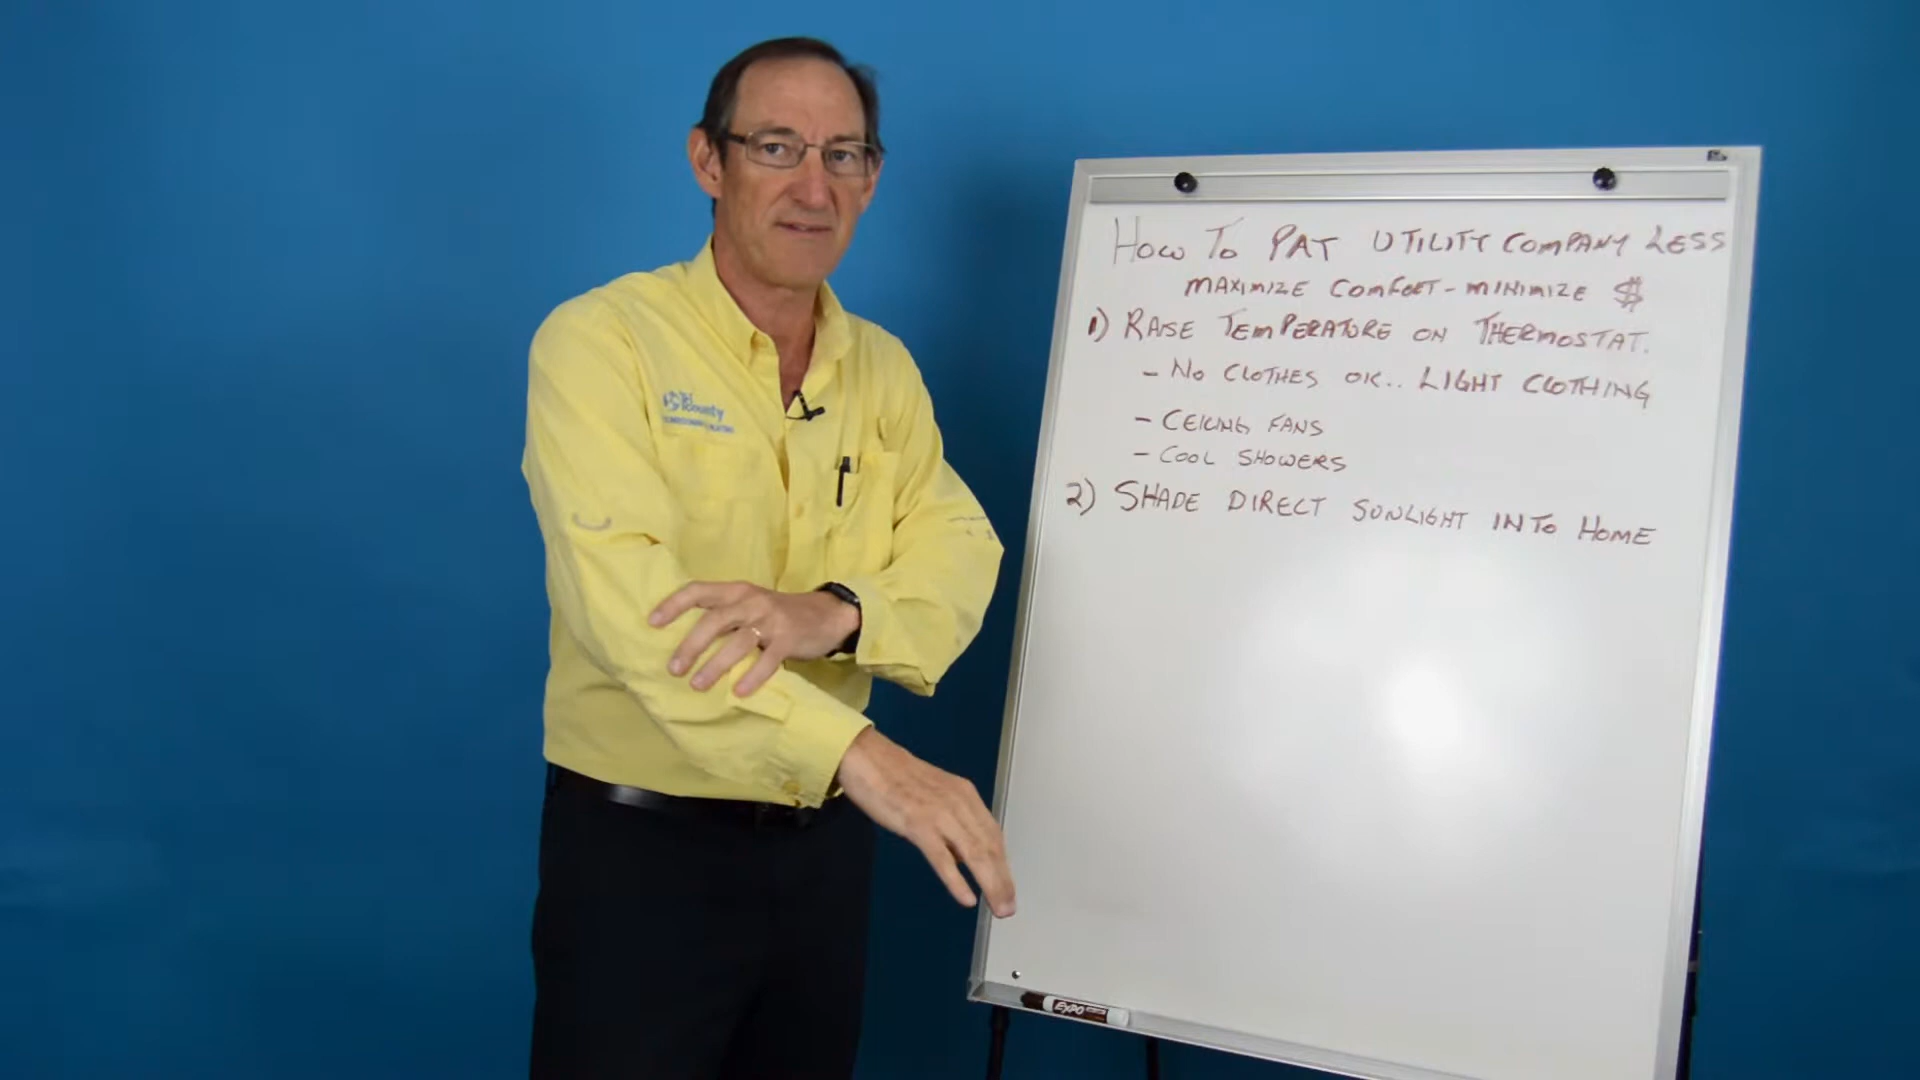 How To PAY UTILITY COMPANY LESS
MAXIMIZE COMFORT - MINIMIZE $
1) RAISE TEMPERATURE ON THERMOSTAT.
- NO CLOTHES OK.. LIGHT CLOTHING
- CEILING FANS
- COOL SHOWERS
2) SHADE DIRECT SUNLIGHT INTO HOME
County
EXPO